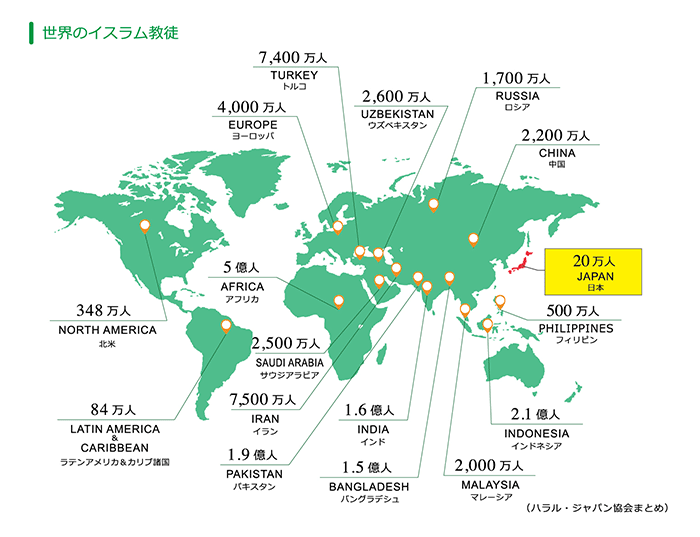 世界のイスラム教徒
7,400 万人
TURKEY
トルコ
2,600 万人
UZBEKISTAN
ウズベキスタン
1,700 万人
RUSSIA
ロシア
4,000 万人
EUROPE
ヨーロッパ
2,200 万人
CHINA
中国
20 万人
JAPAN
日本
5 億人
AFRICA
アフリカ
348 万人
NORTH AMERICA
北米
500 万人
PHILIPPINES
フィリピン
2,500 万人
SAUDI ARABIA
サウジアラビア
7,500 万人
IRAN
イラン
84 万人
LATIN AMERICA
&
CARIBBEAN
ラテンアメリカ&カリブ諸国
1.6 億人
INDIA
インド
2.1 億人
INDONESIA
インドネシア
1.9 億人
PAKISTAN
パキスタン
1.5 億人
BANGLADESH
バングラデシュ
2,000 万人
MALAYSIA
マレーシア
（ハラル・ジャパン協会まとめ）